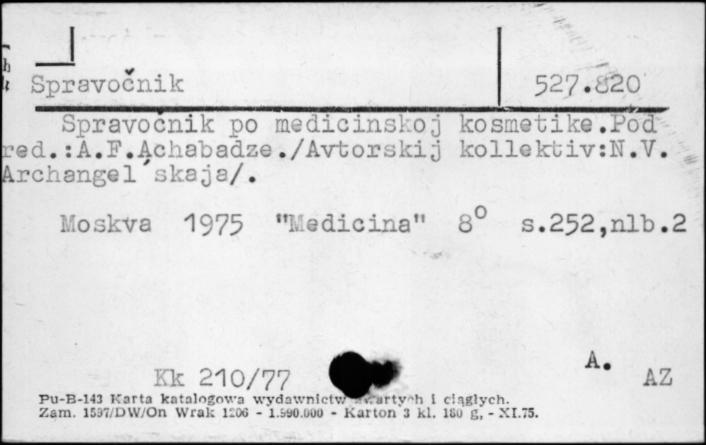 Spravočnik 527.820
Spravočnik po medicinskoj kosmetike.Pod
red.:A.F.Achabadze./Avtorskij kollektiv:N.V.
Archangel´skaja/.
Moskva 1975 "Medicina" 8° s.252,nlb.2
A.
Kk 210/77 AZ
Pu-B-143 Karta katalogowa wydawnictw i ciągłych.
Zam. 1597/DW/On Wrak 1206 - 1.990.000 - Karton 3 kl. 180 g, - XI.75.